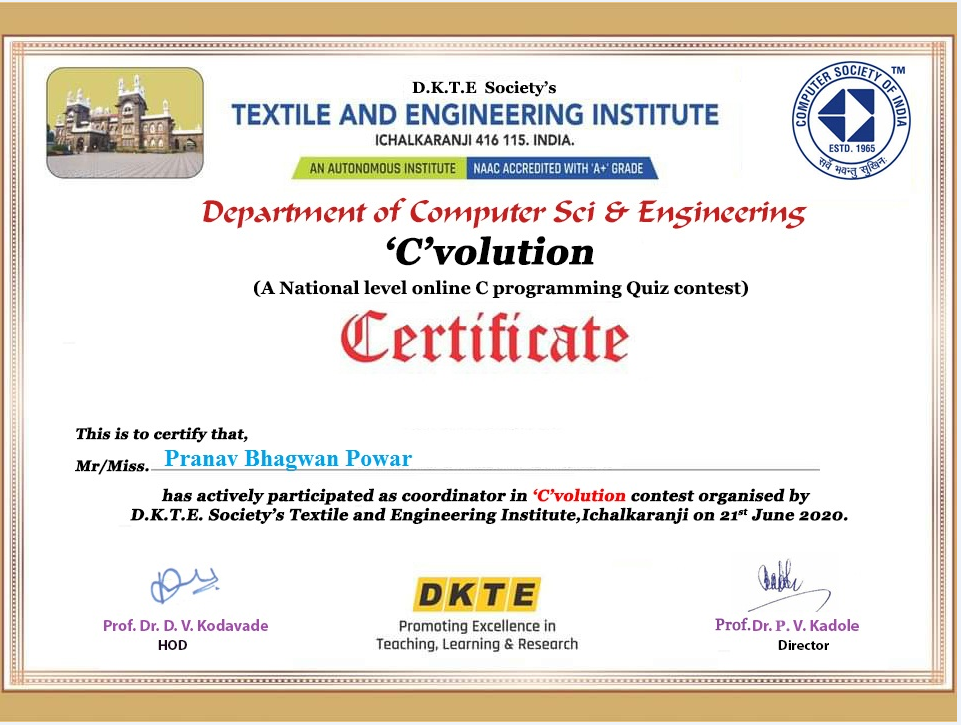 D.K.T.E Society's
TEXTILE AND ENGINEERING INSTITUTE
ICHALKARANJI 416 115. INDIA.
AN AUTONOMOUS INSTITUTE NAAC ACCREDITED WITH 'A+' GRADE
COMPUTER SOCIETY OF INDIA
TM
ESTD. 1965
सर्वे भवन्तु सुखिनः
Department of Computer Sci & Engineering
‘C’volution
(A National level online C programming Quiz contest)
Certificate
This is to certify that,
Mr/Miss. Pranav Bhagwan Powar
has actively participated as coordinator in ‘C’volution contest organised by
D.K.T.E. Society's Textile and Engineering Institute,Ichalkaranji on 21st June 2020.
Prof. Dr. D. V. Kodavade
HOD
DKTE
Promoting Excellence in
Teaching, Learning & Research
Prof.Dr. P. V. Kadole
Director